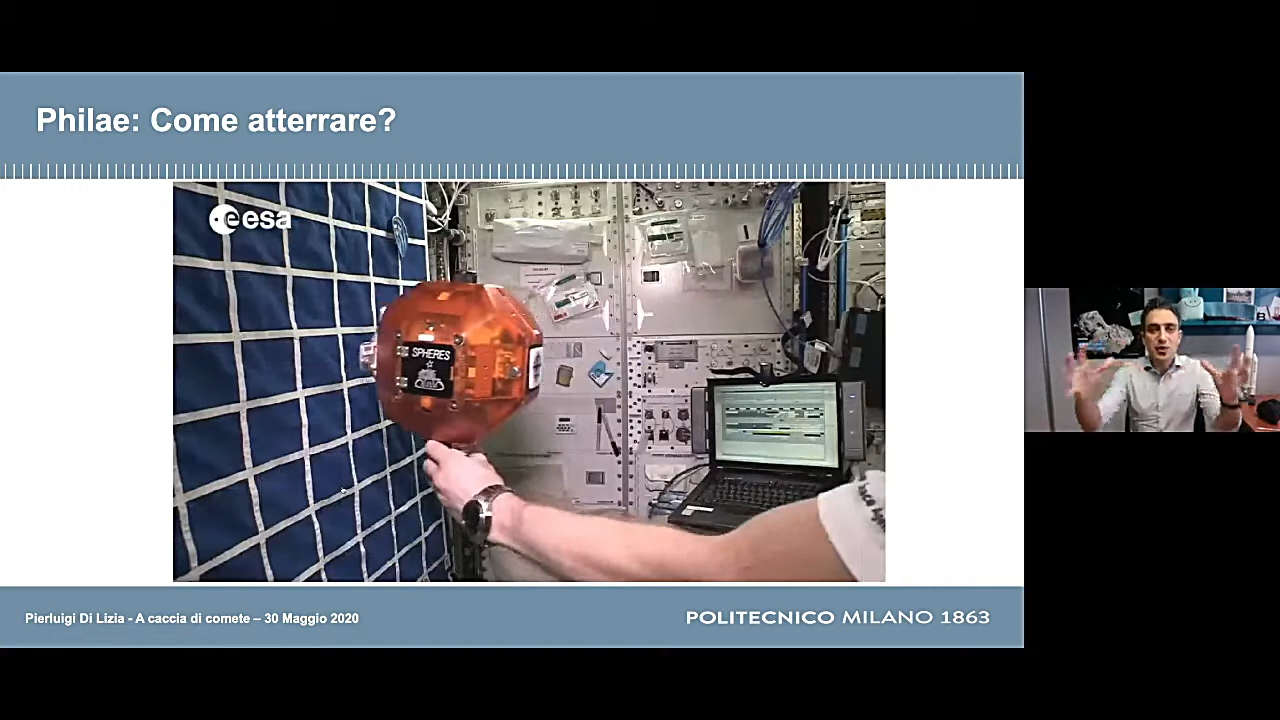 Philae: Come atterrare?
esa
SPHERES
Pierluigi Di Lizia - A caccia di comete – 30 Maggio 2020
POLITECNICO MILANO 1863